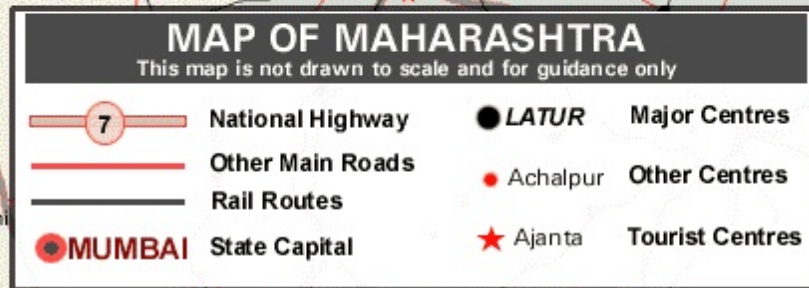 MAP OF MAHARASHTRA
This map is not drawn to scale and for guidance only
7 National Highway
Other Main Roads
Rail Routes
MUMBAI State Capital
LATUR Major Centres
Achalpur Other Centres
Ajanta Tourist Centres